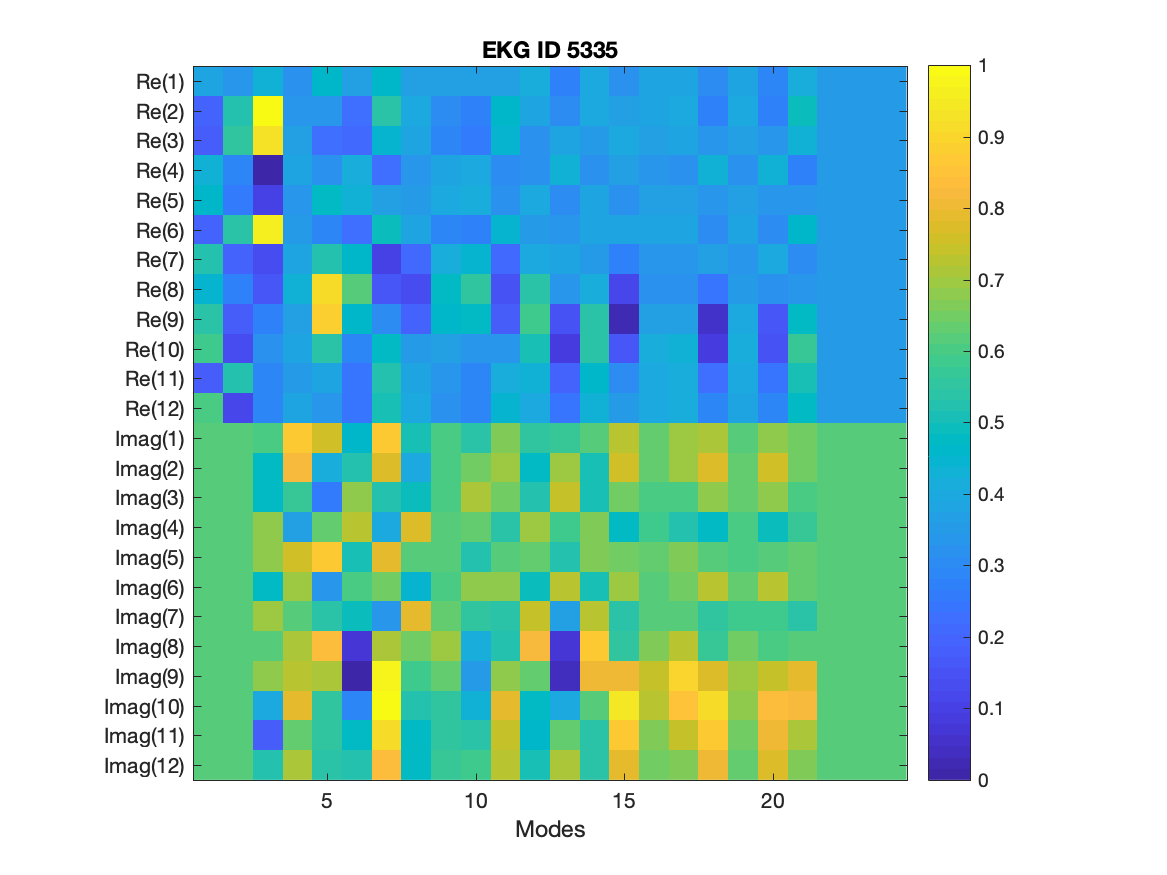 EKG ID 5335
Re(1)
Re(2)
Re(3)
Re(4)
Re(5)
Re(6)
Re(7)
Re(8)
Re(9)
Re(10)
Re(11)
Re(12)
Imag(1)
Imag(2)
Imag(3)
Imag(4)
Imag(5)
Imag(6)
Imag(7)
Imag(8)
Imag(9)
Imag(10)
Imag(11)
Imag(12)
5 10 15 20
Modes
1
0.9
0.8
0.7
0.6
0.5
0.4
0.3
0.2
0.1
0